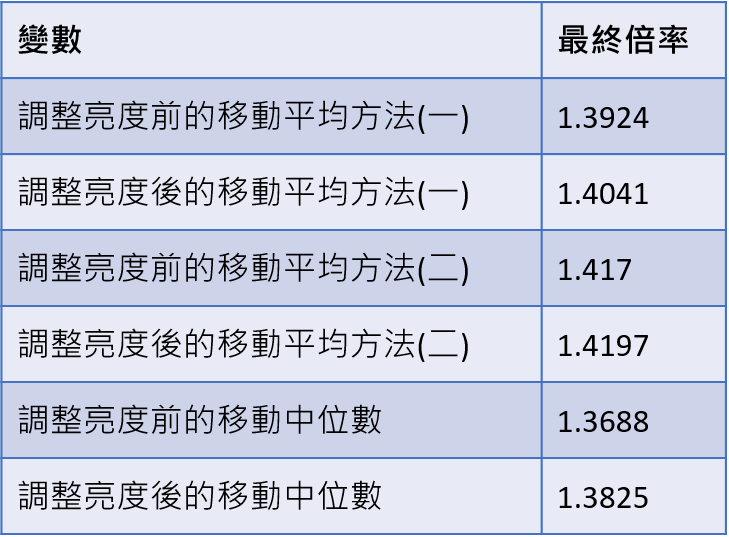 變數 最終倍率
調整亮度前的移動平均方法(一) 1.3924
調整亮度後的移動平均方法(一) 1.4041
調整亮度前的移動平均方法(二) 1.417
調整亮度後的移動平均方法(二) 1.4197
調整亮度前的移動中位數 1.3688
調整亮度後的移動中位數 1.3825